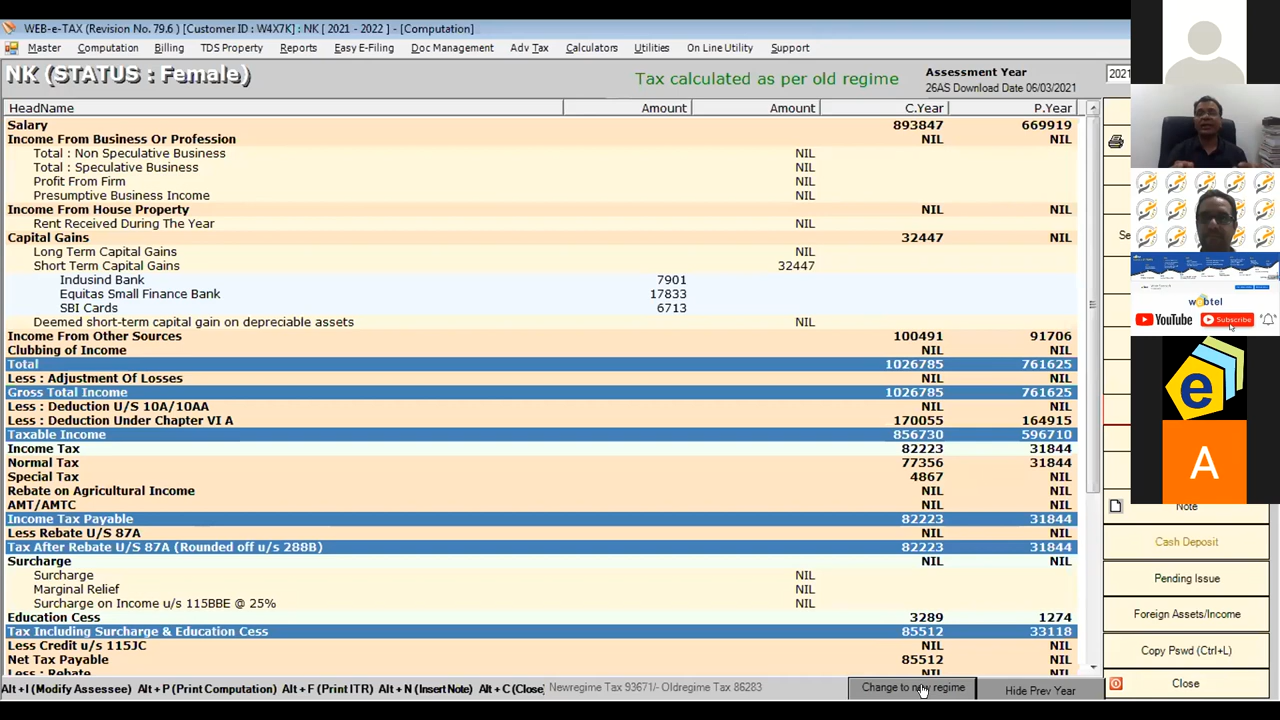 WEB-e-TAX (Revision No. 79.6 ) [Customer ID : W4X7K] : NK [ 2021 - 2022 ] - [Computation]
Master Computation Billing TDS Property Reports Easy E-Filing Doc Management Adv Tax Calculators Utilities On Line Utility Support
NK (STATUS : Female)
Tax calculated as per old regime
Assessment Year
2021
26AS Download Date 06/03/2021
HeadName Amount Amount C.Year P.Year
Salary 893847 669919
Income From Business Or Profession NIL NIL
Total : Non Speculative Business NIL
Total : Speculative Business NIL
Profit From Firm NIL
Presumptive Business Income NIL
Income From House Property NIL NIL
Rent Received During The Year NIL
Capital Gains 32447 NIL
Se
Long Term Capital Gains NIL
Short Term Capital Gains 32447
Indusind Bank 7901
Equitas Small Finance Bank 17833
SBI Cards 6713
Deemed short-term capital gain on depreciable assets NIL
Income From Other Sources 100491 91706
Clubbing of Income NIL NIL
Total 1026785 761625
Less : Adjustment Of Losses NIL NIL
Gross Total Income 1026785 761625
Less : Deduction U/S 10A/10AA NIL NIL
Less : Deduction Under Chapter VI A 170055 164915
Taxable Income 856730 596710
Income Tax 82223 31844
Normal Tax 77356 31844
Special Tax 4867 NIL
Rebate on Agricultural Income NIL NIL
AMT/AMTC NIL NIL
Income Tax Payable 82223 31844
Less Rebate U/S 87A NIL NIL
Tax After Rebate U/S 87A (Rounded off u/s 288B) 82223 31844
Surcharge NIL NIL
Surcharge NIL
Marginal Relief NIL
Surcharge on Income u/s 115BBE @ 25% NIL
Education Cess 3289 1274
Tax Including Surcharge & Education Cess 85512 33118
Less Credit u/s 115JC NIL NIL
Net Tax Payable 85512 NIL
Less : Rebate NIL NIL
Alt+I (Modify Assessee) Alt + P (Print Computation) Alt + F (Print ITR) Alt + N (Insert Note) Alt + C (Close)
Newregime Tax 93671/- Oldregime Tax 86283
Change to new regime
Hide Prev Year
webtel
YouTube Subscribe
e
A
Note
Cash Deposit
Pending Issue
Foreign Assets/Income
Copy Pswd (Ctrl+L)
Close